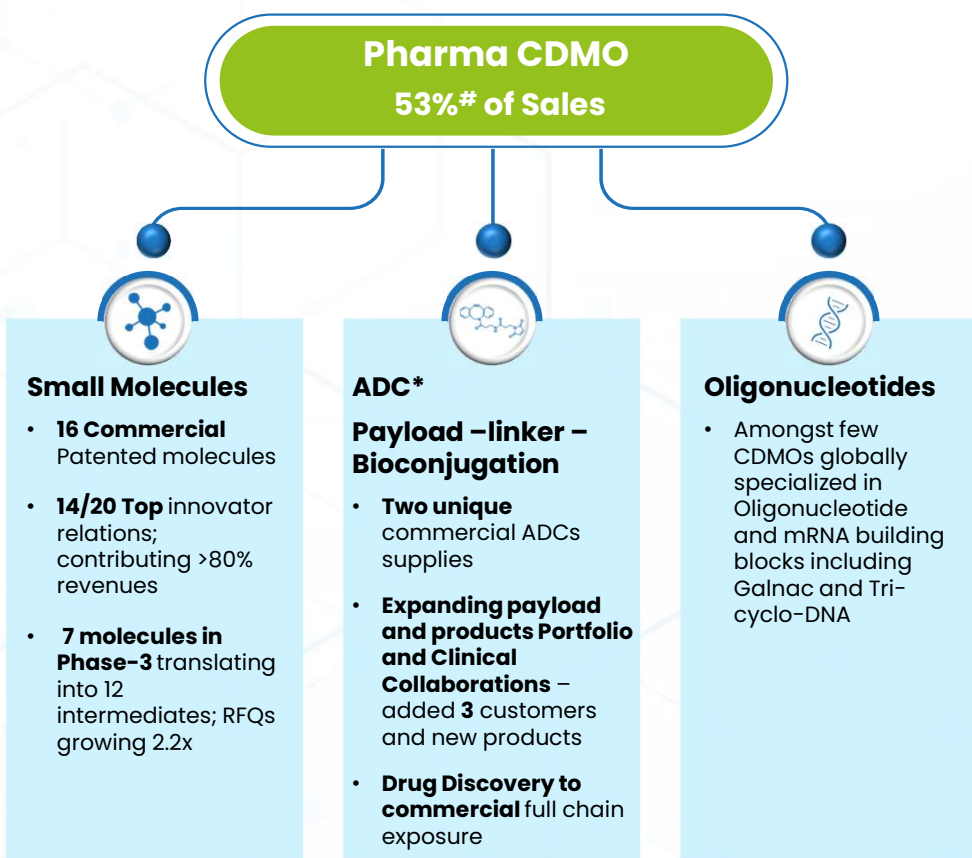 Pharma CDMO
53%# of Sales
Small Molecules
• 16 Commercial
Patented molecules
• 14/20 Top innovator
relations;
contributing >80%
revenues
• 7 molecules in
Phase-3 translating
into 12
intermediates; RFQs
growing 2.2x
ADC*
Payload –linker –
Bioconjugation
• Two unique
commercial ADCs
supplies
• Expanding payload
and products Portfolio
and Clinical
Collaborations –
added 3 customers
and new products
• Drug Discovery to
commercial full chain
exposure
Oligonucleotides
• Amongst few
CDMOs globally
specialized in
Oligonucleotide
and mRNA building
blocks including
Galnac and Tri-
cyclo-DNA